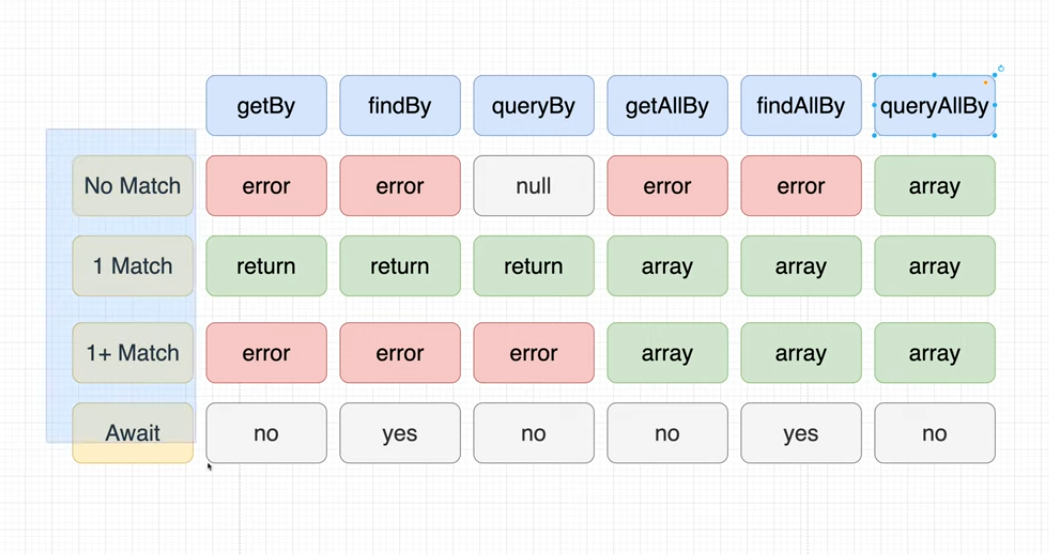 getBy findBy queryBy getAllBy findAllBy queryAllBy
No Match error error null error error array
1 Match return return return array array array
1+ Match error error error array array array
Await no yes no no yes no